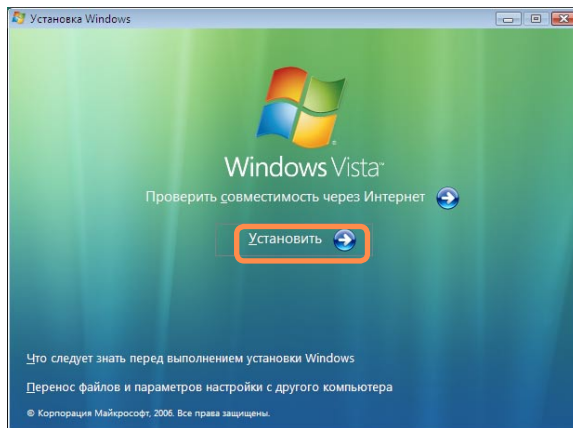 Установка Windows
Windows Vista™
Проверить совместимость через Интернет
Установить
Что следует знать перед выполнением установки Windows
Перенос файлов и параметров настройки с другого компьютера
© Корпорация Майкрософт, 2006. Все права защищены.